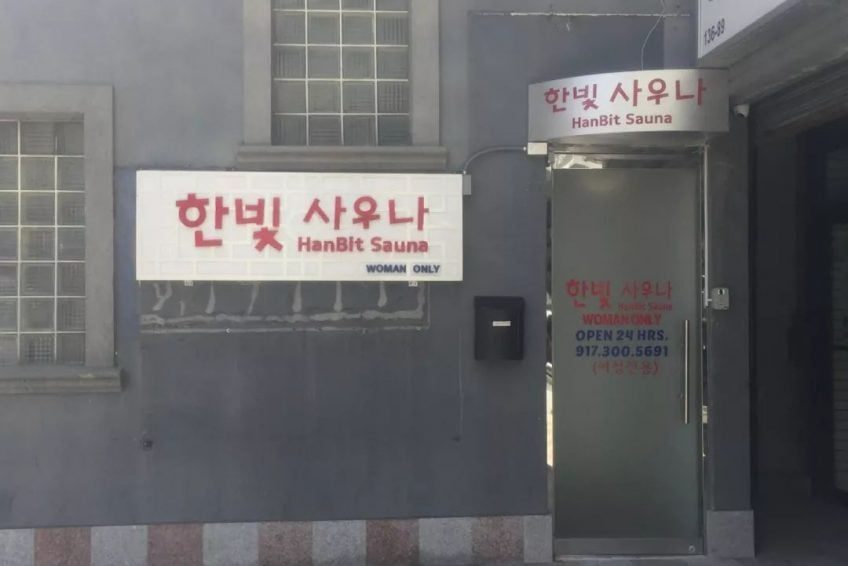 136-89
한빛 사우나
HanBit Sauna
한빛 사우나
HanBit Sauna
WOMAN ONLY
한빛 사우나
HanBit Sauna
WOMAN ONLY
OPEN 24 HRS.
917.300.5691
(여성전용)